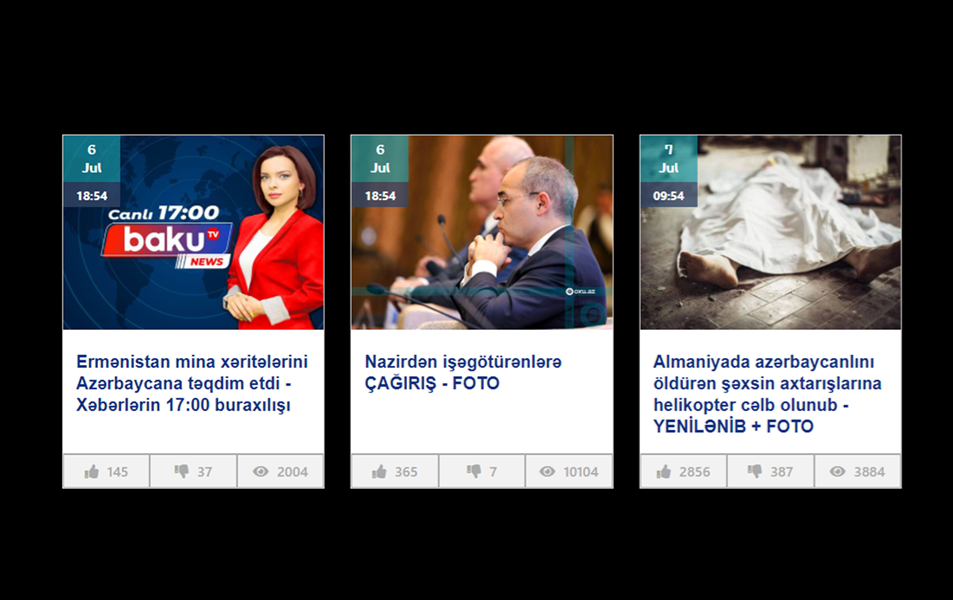 6
Jul
18:54
Canlı 17:00
baku TV
NEWS
Ermənistan mina xəritələrini
Azərbaycana təqdim etdi -
Xəbərlərin 17:00 buraxılışı
145 37 2004
6
Jul
18:54
oxu.az
Nazirdən işəgötürənlərə
ÇAĞIRIŞ - FOTO
365 7 10104
7
Jul
09:54
Almaniyada azərbaycanlını
öldürən şəxsin axtarışlarına
helikopter cəlb olunub -
YENİLƏNİB + FOTO
2856 387 3884